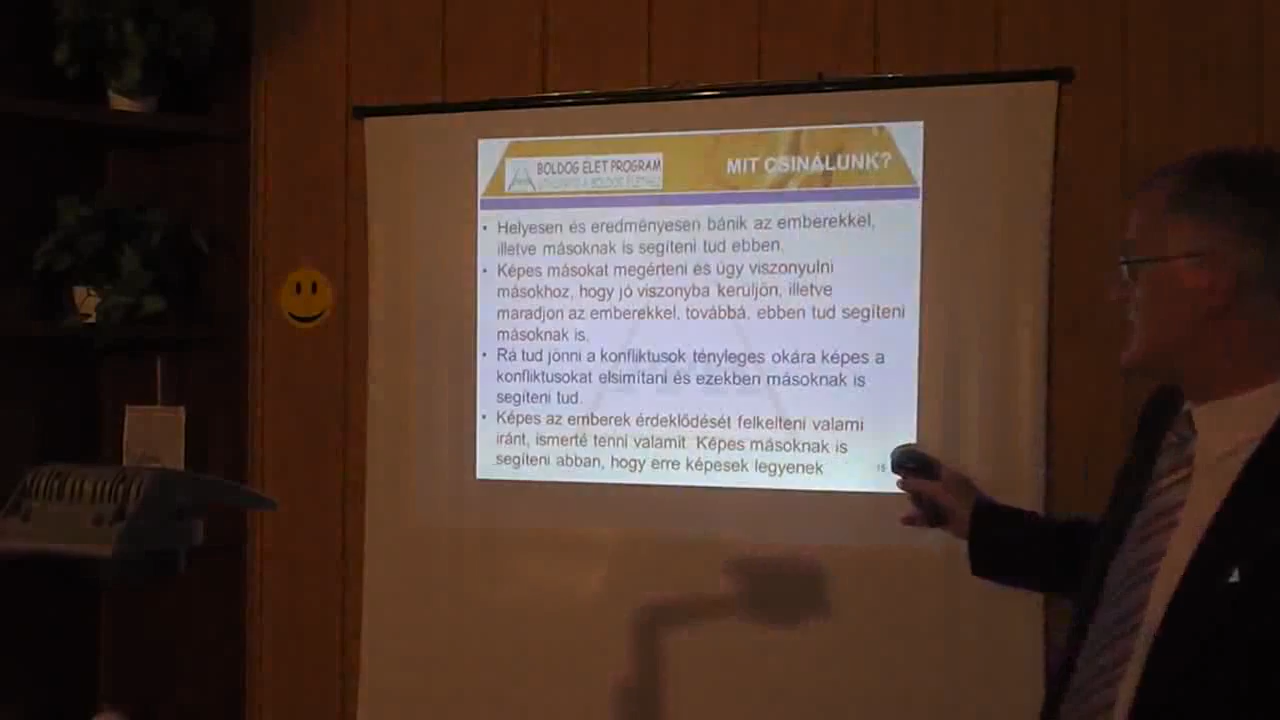 BOLDOG ÉLET PROGRAM
MIT CSINÁLUNK?
• Helyesen és eredményesen bánik az emberekkel,
illetve másoknak is segíteni tud ebben.
• Képes másokat megérteni és úgy viszonyulni
másokhoz, hogy jó viszonyba kerüljön, illetve
maradjon az emberekkel, továbbá, ebben tud segíteni
másoknak is.
• Rá tud jönni a konfliktusok tényleges okára képes a
konfliktusokat elsimítani és ezekben másoknak is
segíteni tud.
• Képes az emberek érdeklődését felkelteni valami
iránt, ismerté tenni valamit. Képes másoknak is
segíteni abban, hogy erre képesek legyenek
15